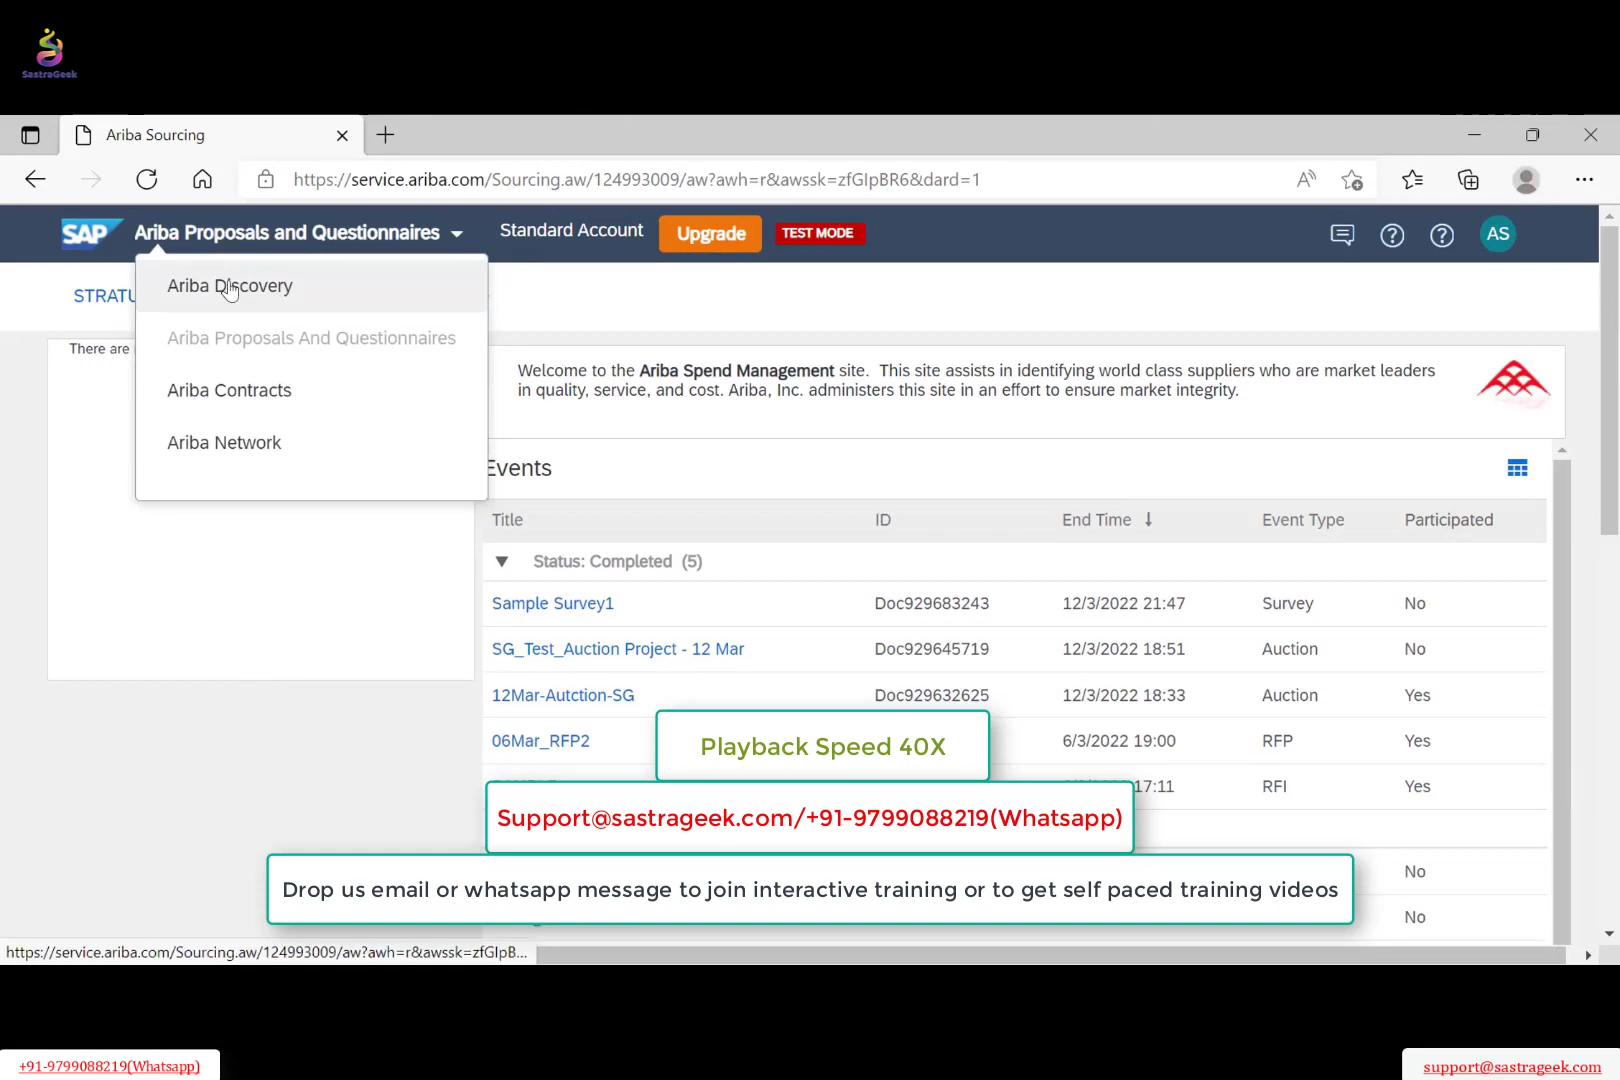 SastraGeek
Ariba Sourcing
https://service.ariba.com/Sourcing.aw/124993009/aw?awh=r&awssk=zfGIpBR6&dard=1
SAP
Ariba Proposals and Questionnaires
Standard Account
Upgrade
TEST MODE
AS
Ariba Discovery
Ariba Proposals And Questionnaires
Ariba Contracts
Ariba Network
There are
Welcome to the Ariba Spend Management site. This site assists in identifying world class suppliers who are market leaders
in quality, service, and cost. Ariba, Inc. administers this site in an effort to ensure market integrity.
Events
Title ID End Time Event Type Participated
Status: Completed (5)
Sample Survey1 Doc929683243 12/3/2022 21:47 Survey No
SG_Test_Auction Project - 12 Mar Doc929645719 12/3/2022 18:51 Auction No
12Mar-Autction-SG Doc929632625 12/3/2022 18:33 Auction Yes
06Mar_RFP2 6/3/2022 19:00 RFP Yes
17:11 RFI Yes
No
No
Playback Speed 40X
Support@sastrageek.com/+91-9799088219(Whatsapp)
Drop us email or whatsapp message to join interactive training or to get self paced training videos
https://service.ariba.com/Sourcing.aw/124993009/aw?awh=r&awssk=zfGIpB...
+91-9799088219(Whatsapp)
support@sastrageek.com